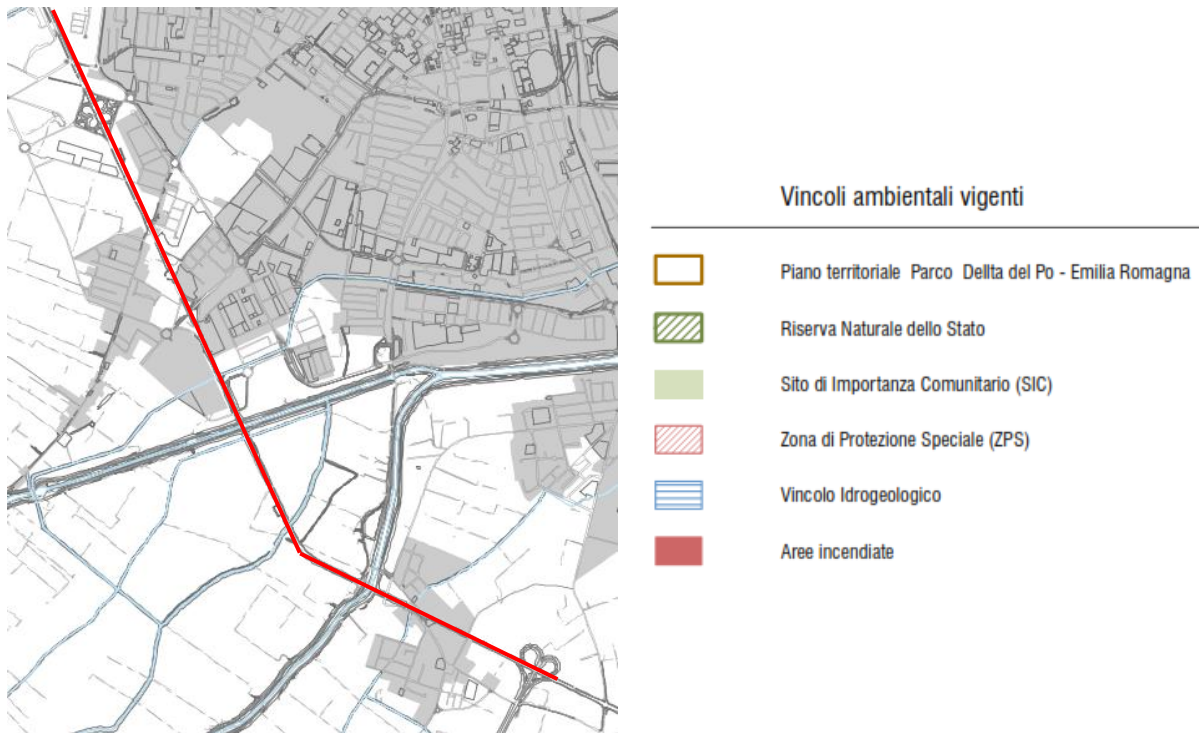 Vincoli ambientali vigenti
Piano territoriale Parco Dellta del Po - Emilia Romagna
Riserva Naturale dello Stato
Sito di Importanza Comunitario (SIC)
Zona di Protezione Speciale (ZPS)
Vincolo Idrogeologico
Aree incendiate